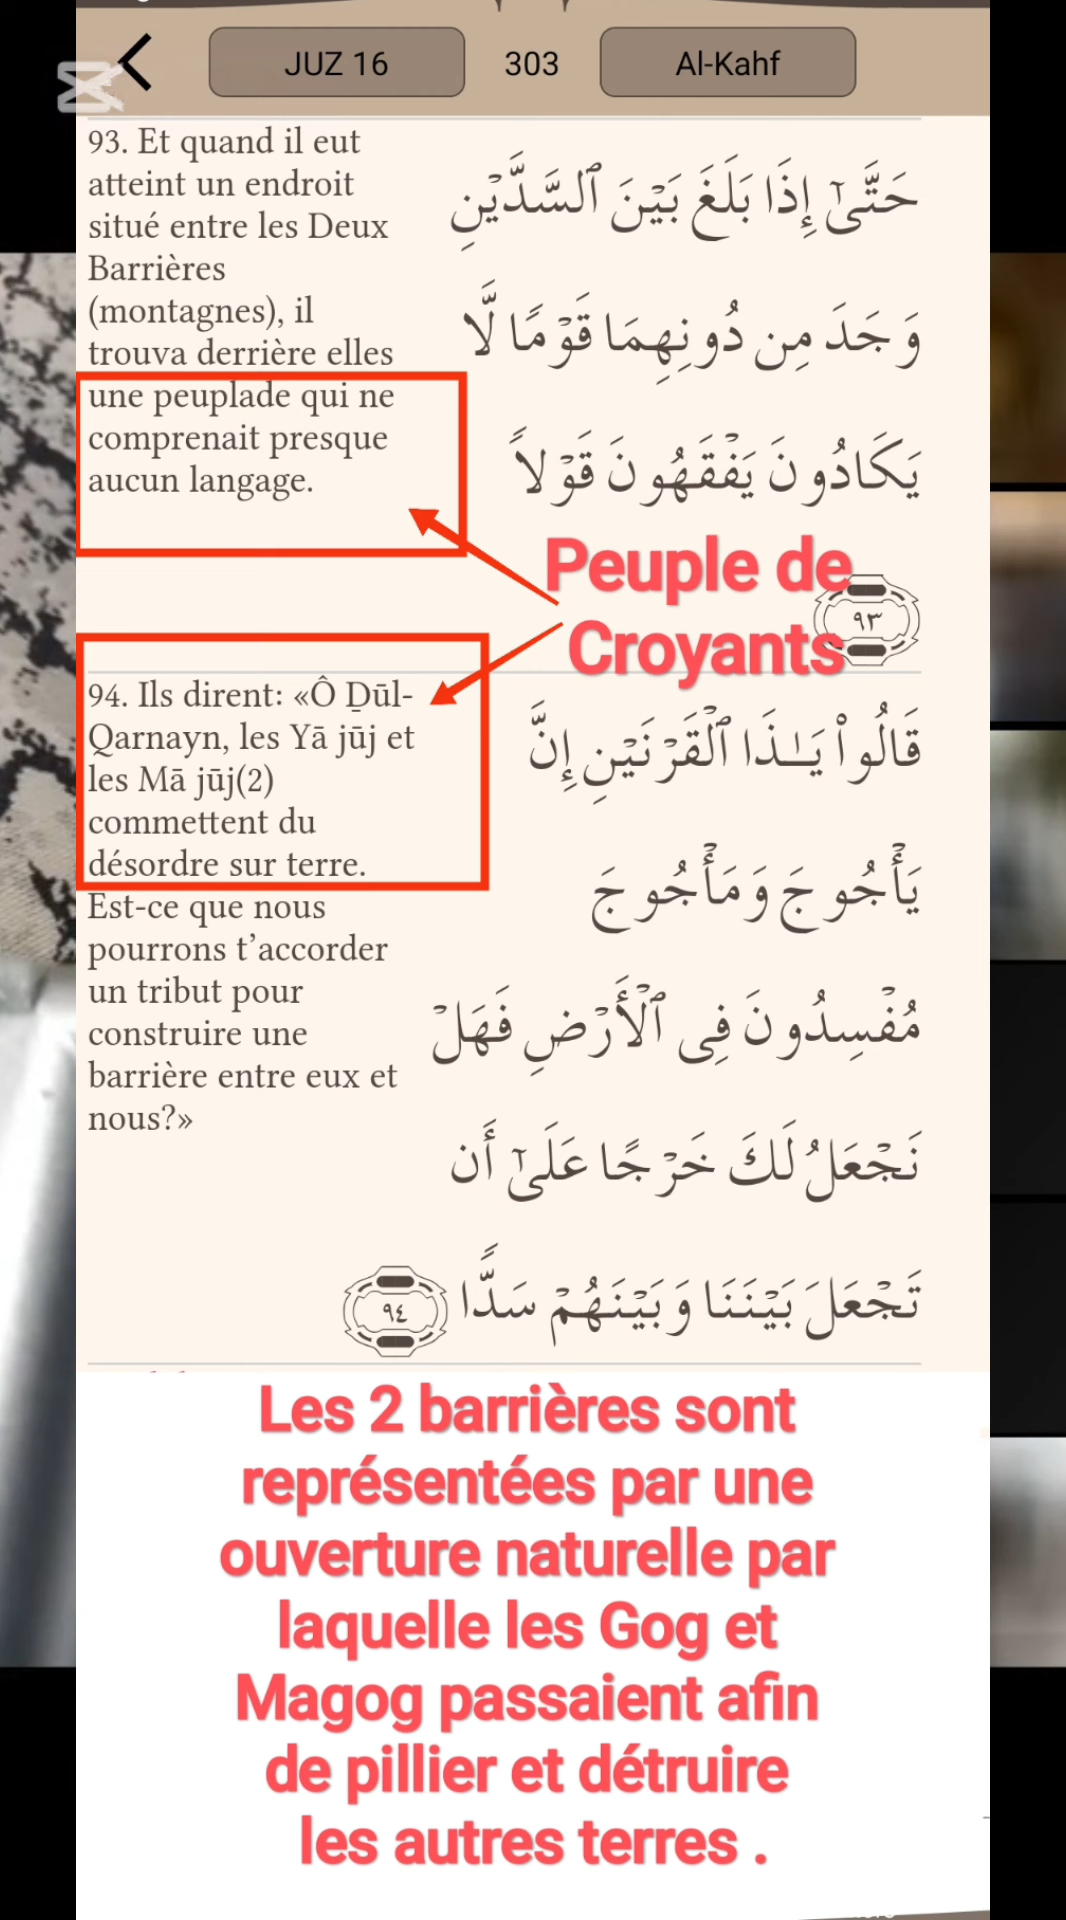 JUZ 16 303 Al-Kahf
93. Et quand il eut
atteint un endroit
situé entre les Deux
Barrières
(montagnes), il
trouva derrière elles
une peuplade qui ne
comprenait presque
aucun langage.
حَتَّىٰٓ إِذَا بَلَغَ بَيْنَ ٱلسَّدَّيْنِ
وَجَدَ مِن دُونِهِمَا قَوْمًا لَّا
يَكَادُونَ يَفْقَهُونَ قَوْلًا
٩٣
Peuple de
Croyants
94. Ils dirent: «Ô Ḏūl-
Qarnayn, les Yā jūj et
les Mā jūj(2)
commettent du
désordre sur terre.
Est-ce que nous
pourrons t’accorder
un tribut pour
construire une
barrière entre eux et
nous?»
قَالُوا۟ يَـٰذَا ٱلْقَرْنَيْنِ إِنَّ
يَأْجُوجَ وَمَأْجُوجَ
مُفْسِدُونَ فِى ٱلْأَرْضِ فَهَلْ
نَجْعَلُ لَكَ خَرْجًا عَلَىٰٓ أَن
تَجْعَلَ بَيْنَنَا وَبَيْنَهُمْ سَدًّا ٩٤
Les 2 barrières sont
représentées par une
ouverture naturelle par
laquelle les Gog et
Magog passaient afin
de pillier et détruire
les autres terres .